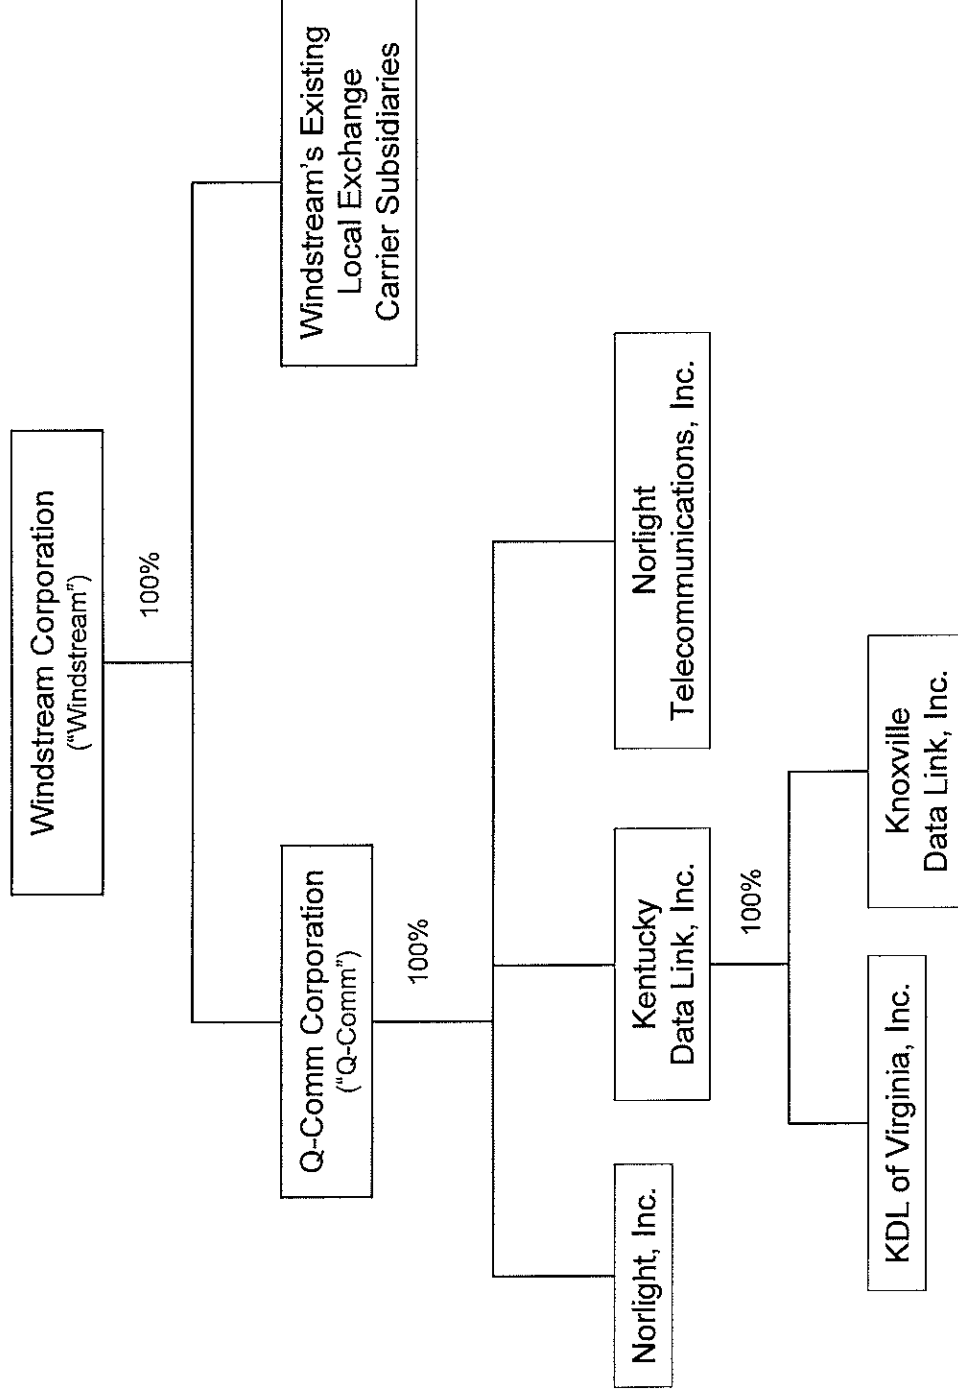 Windstream Corporation
("Windstream")
100%
Q-Comm Corporation
("Q-Comm")
Windstream's Existing
Local Exchange
Carrier Subsidiaries
100%
Norlight, Inc.
Kentucky
Data Link, Inc.
Norlight
Telecommunications, Inc.
100%
KDL of Virginia, Inc.
Knoxville
Data Link, Inc.